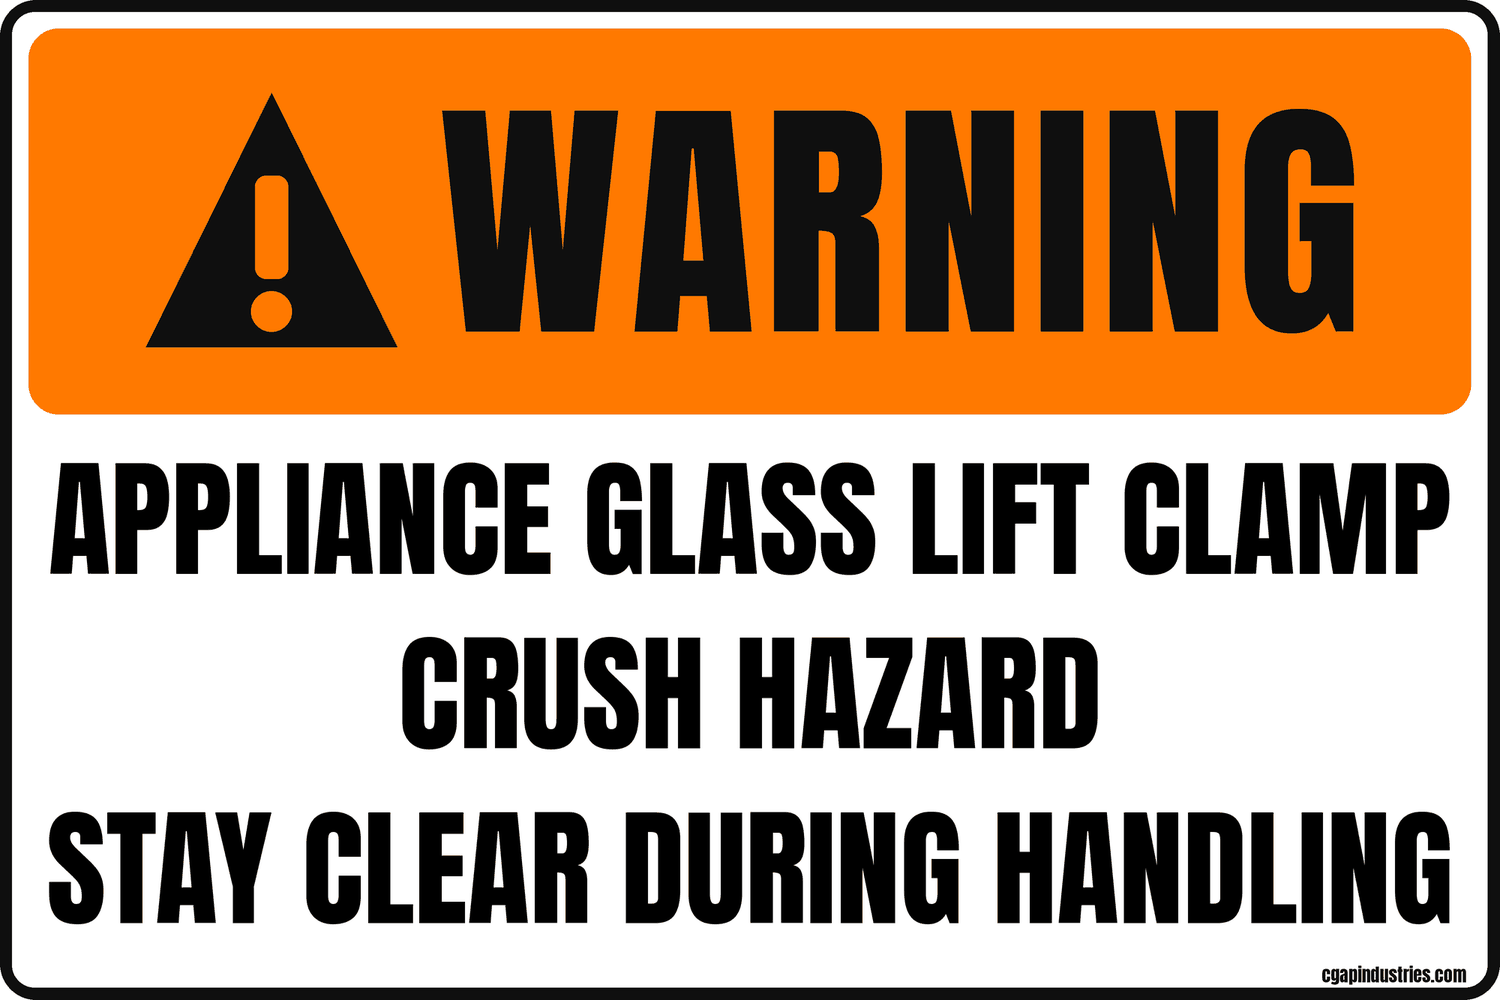 WARNING
APPLIANCE GLASS LIFT CLAMP
CRUSH HAZARD
STAY CLEAR DURING HANDLING
cgapindustries.com